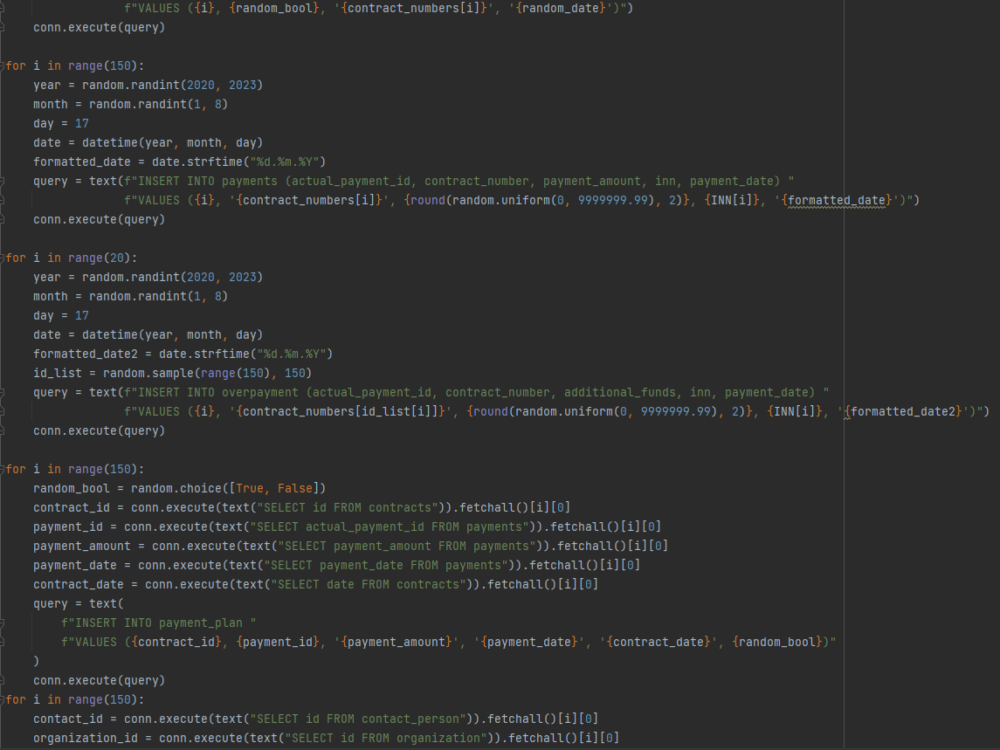 f"VALUES ({i}, {random_bool}, '{contract_numbers[i]}', '{random_date}')")
conn.execute(query)
for i in range(150):
year = random.randint(2020, 2023)
month = random.randint(1, 8)
day = 17
date = datetime(year, month, day)
formatted_date = date.strftime("%d.%m.%Y")
query = text(f"INSERT INTO payments (actual_payment_id, contract_number, payment_amount, inn, payment_date) "
f"VALUES ({i}, '{contract_numbers[i]}', {round(random.uniform(0, 9999999.99), 2)}, {INN[i]}, '{formatted_date}')")
conn.execute(query)
for i in range(20):
year = random.randint(2020, 2023)
month = random.randint(1, 8)
day = 17
date = datetime(year, month, day)
formatted_date2 = date.strftime("%d.%m.%Y")
id_list = random.sample(range(150), 150)
query = text(f"INSERT INTO overpayment (actual_payment_id, contract_number, additional_funds, inn, payment_date) "
f"VALUES ({i}, '{contract_numbers[id_list[i]]}', {round(random.uniform(0, 9999999.99), 2)}, {INN[i]}, '{formatted_date2}')")
conn.execute(query)
for i in range(150):
random_bool = random.choice([True, False])
contract_id = conn.execute(text("SELECT id FROM contracts")).fetchall()[i][0]
payment_id = conn.execute(text("SELECT actual_payment_id FROM payments")).fetchall()[i][0]
payment_amount = conn.execute(text("SELECT payment_amount FROM payments")).fetchall()[i][0]
payment_date = conn.execute(text("SELECT payment_date FROM payments")).fetchall()[i][0]
contract_date = conn.execute(text("SELECT date FROM contracts")).fetchall()[i][0]
query = text(
f"INSERT INTO payment_plan "
f"VALUES ({contract_id}, {payment_id}, '{payment_amount}', '{payment_date}', '{contract_date}', {random_bool})"
)
conn.execute(query)
for i in range(150):
contact_id = conn.execute(text("SELECT id FROM contact_person")).fetchall()[i][0]
organization_id = conn.execute(text("SELECT id FROM organization")).fetchall()[i][0]